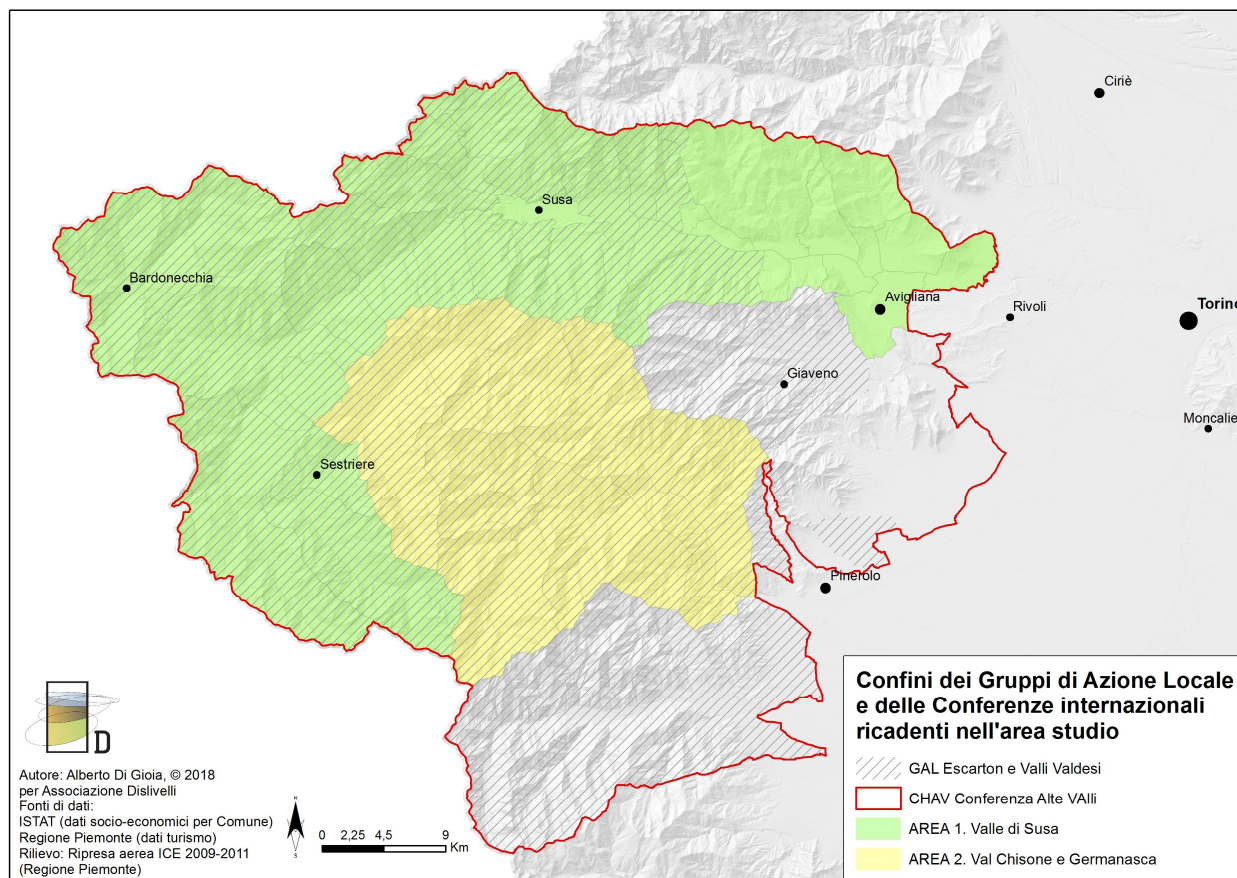 Ciriè
Susa
Bardonecchia
Avigliana
Rivoli
Torino
Giaveno
Moncalie
Sestriere
Pinerolo
Confini dei Gruppi di Azione Locale
e delle Conferenze internazionali
ricadenti nell'area studio
GAL Escarton e Valli Valdesi
CHAV Conferenza Alte VAlli
AREA 1. Valle di Susa
AREA 2. Val Chisone e Germanasca
D
Autore: Alberto Di Gioia, © 2018
per Associazione Dislivelli
Fonti di dati:
ISTAT (dati socio-economici per Comune)
Regione Piemonte (dati turismo)
Rilievo: Ripresa aerea ICE 2009-2011
(Regione Piemonte)
N
S
0 2,25 4,5 9
Km